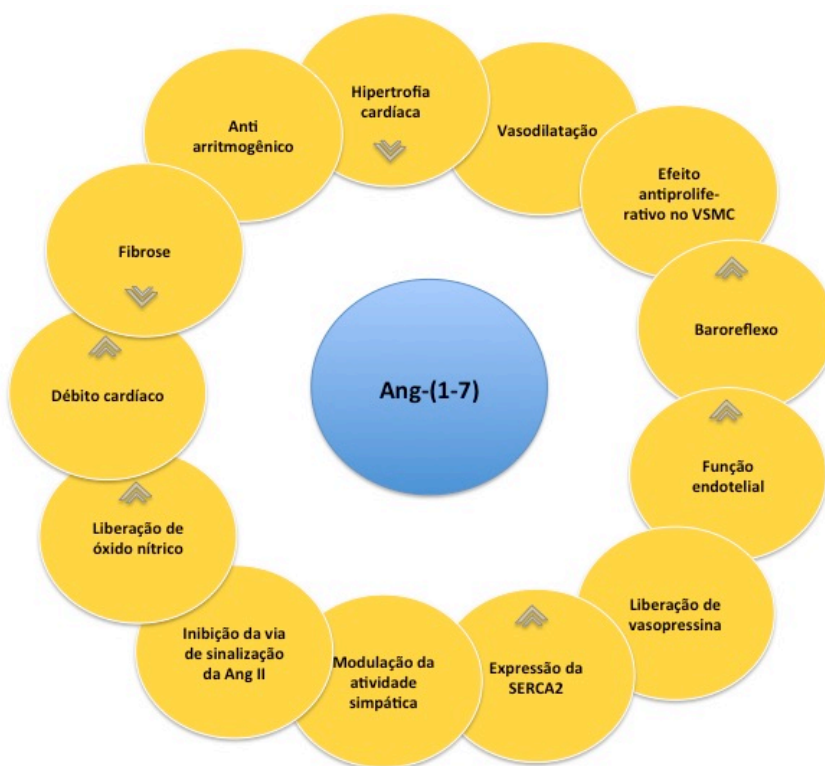 Hipertrofia
cardíaca
Vasodilatação
Efeito
antiprolife-
rativo no VSMC
Baroreflexo
Função
endotelial
Liberação de
vasopressina
Expressão da
SERCA2
Modulação da
atividade
simpática
Inibição da via
de sinalização
da Ang II
Liberação de
óxido nítrico
Débito cardíaco
Fibrose
Anti
arritmogênico
Ang-(1-7)